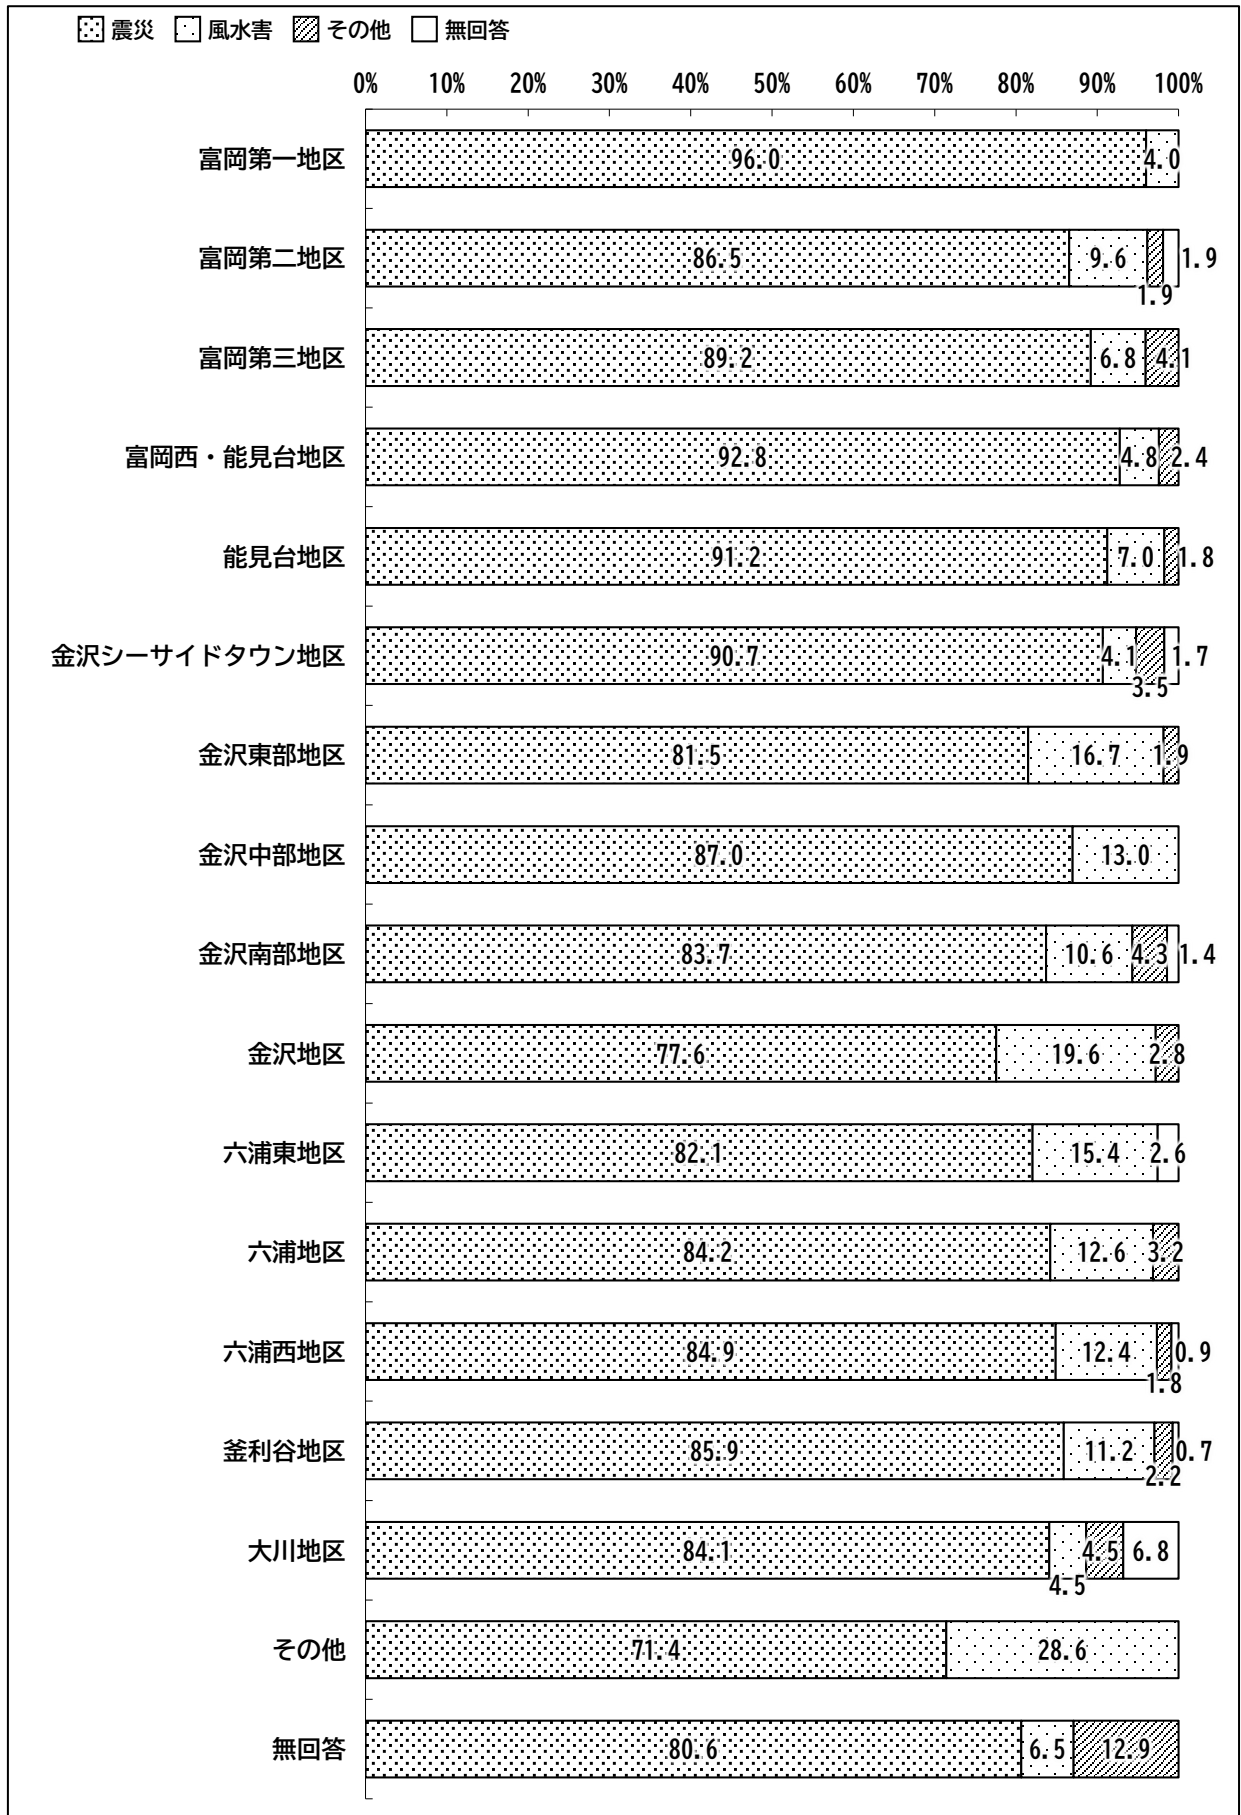 震災 風水害 その他 無回答
0% 10% 20% 30% 40% 50% 60% 70% 80% 90% 100%
富岡第一地区 96.0 4.0
富岡第二地区 86.5 9.6 1.9
1.9
富岡第三地区 89.2 6.8 4.1
富岡西・能見台地区 92.8 4.8 2.4
能見台地区 91.2 7.0 1.8
金沢シーサイドタウン地区 90.7 4.1 1.7
3.5
金沢東部地区 81.5 16.7 1.9
金沢中部地区 87.0 13.0
金沢南部地区 83.7 10.6 4.3 1.4
金沢地区 77.6 19.6 2.8
六浦東地区 82.1 15.4 2.6
六浦地区 84.2 12.6 3.2
六浦西地区 84.9 12.4 0.9
1.8
釜利谷地区 85.9 11.2 0.7
2.2
大川地区 84.1 4.5 6.8
4.5
その他 71.4 28.6
無回答 80.6 6.5 12.9